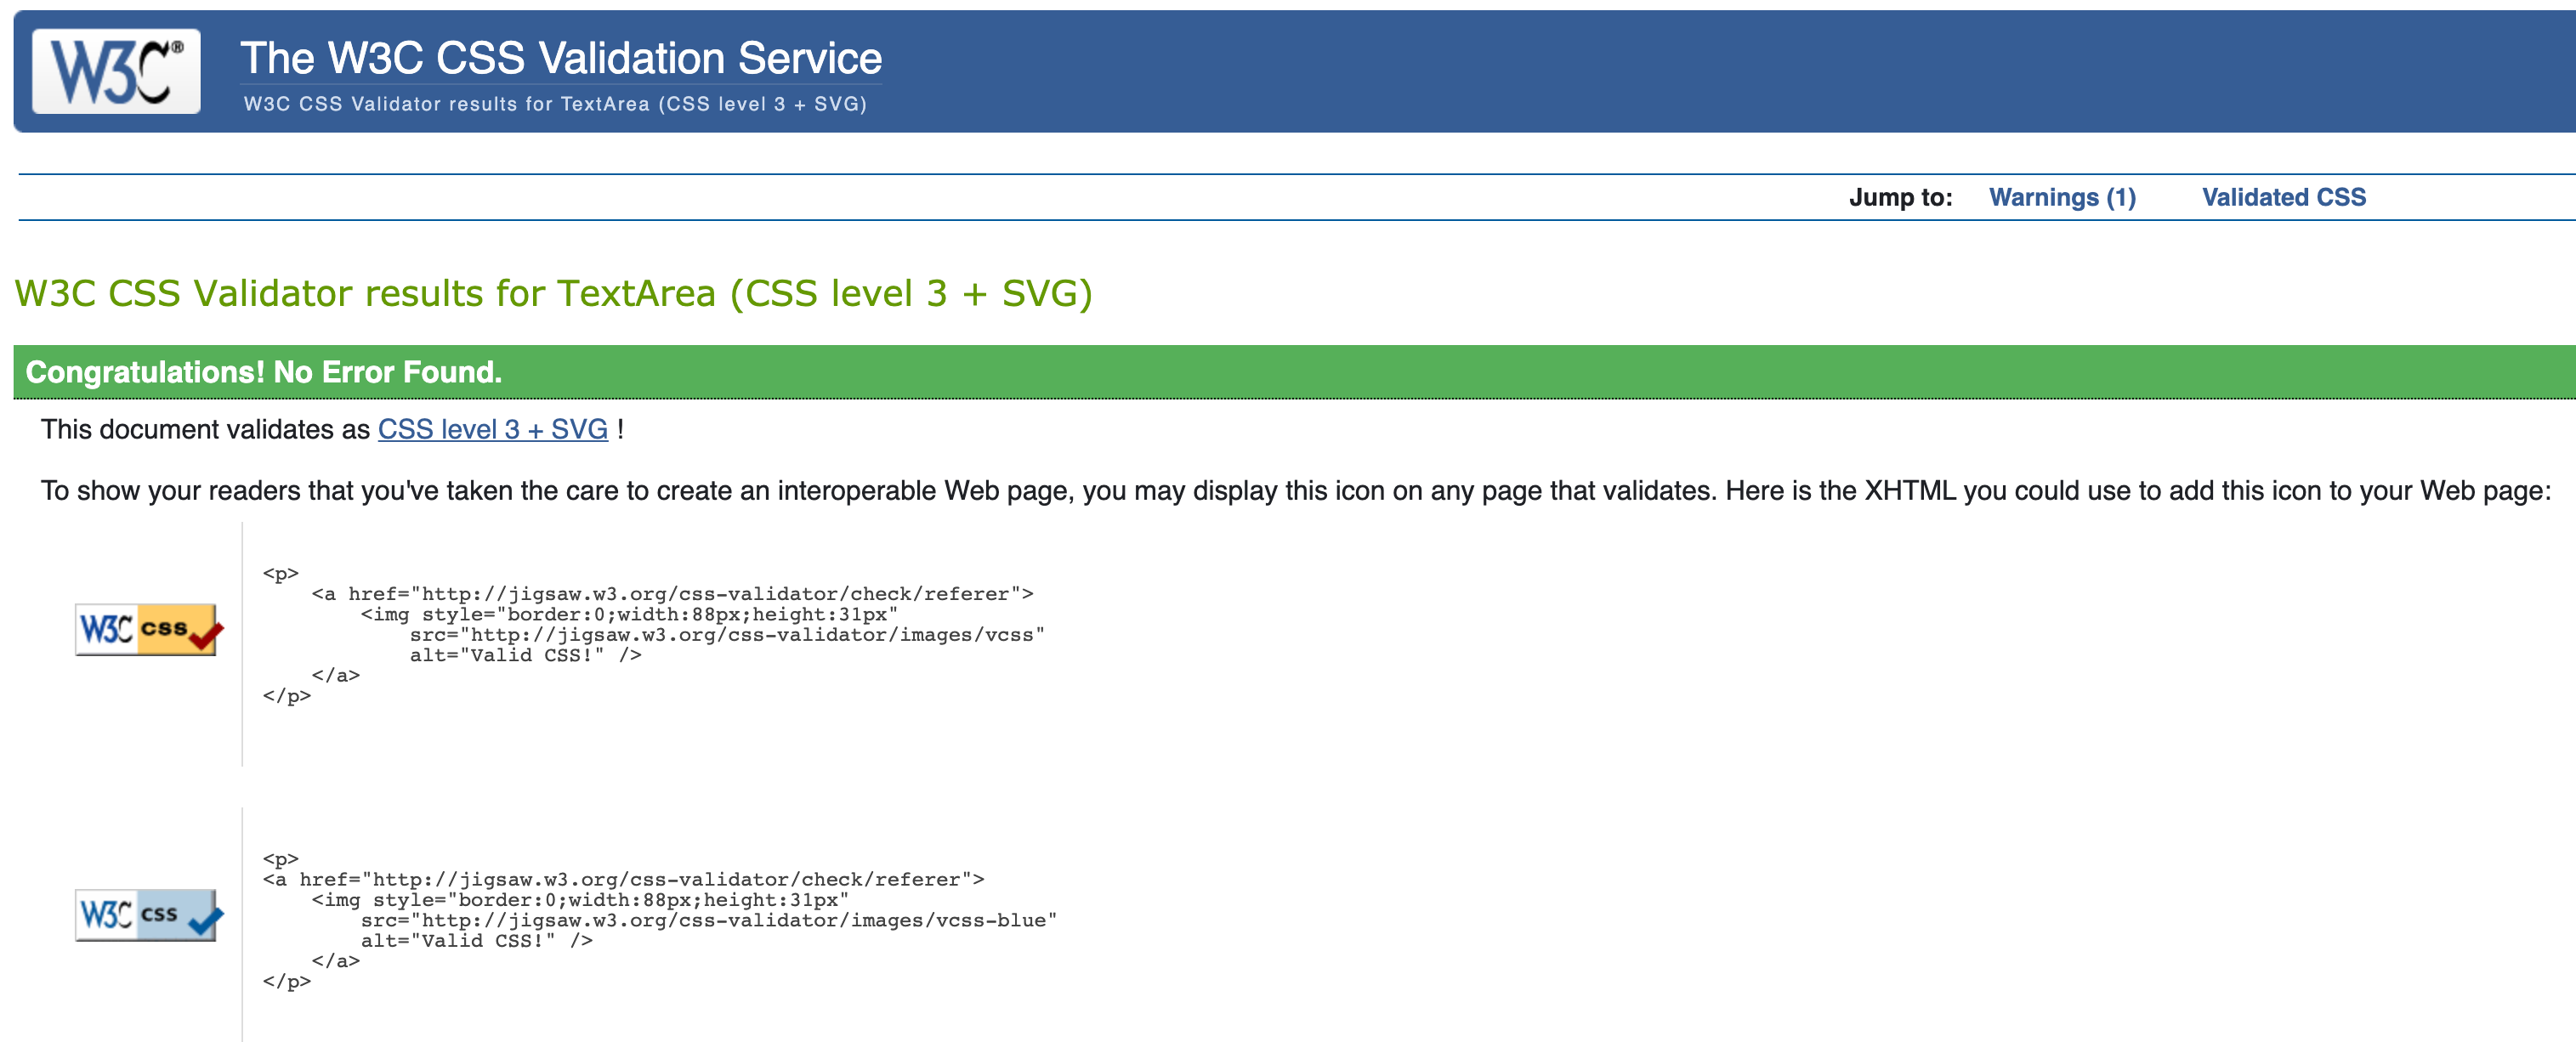 W3C®
The W3C CSS Validation Service
W3C CSS Validator results for TextArea (CSS level 3 + SVG)
Jump to: Warnings (1) Validated CSS
W3C CSS Validator results for TextArea (CSS level 3 + SVG)
Congratulations! No Error Found.
This document validates as CSS level 3 + SVG !
To show your readers that you've taken the care to create an interoperable Web page, you may display this icon on any page that validates. Here is the XHTML you could use to add this icon to your Web page:
W3C css
<p>
    <a href="http://jigsaw.w3.org/css-validator/check/referer">
        <img style="border:0;width:88px;height:31px"
            src="http://jigsaw.w3.org/css-validator/images/vcss"
            alt="Valid CSS!" />
    </a>
</p>
W3C css
<p>
<a href="http://jigsaw.w3.org/css-validator/check/referer">
    <img style="border:0;width:88px;height:31px"
        src="http://jigsaw.w3.org/css-validator/images/vcss-blue"
        alt="Valid CSS!" />
    </a>
</p>